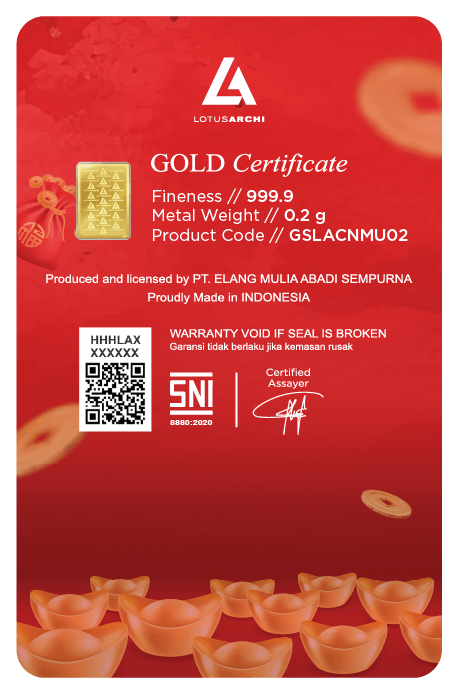 LOTUSARCHI
GOLD Certificate
Fineness // 999.9
Metal Weight // 0.2 g
Product Code // GSLACNMU02
Produced and licensed by PT. ELANG MULIA ABADI SEMPURNA
Proudly Made in INDONESIA
HHHLAX
XXXXXX
WARRANTY VOID IF SEAL IS BROKEN
Garansi tidak berlaku jika kemasan rusak
SNI
8880:2020
Certified
Assayer